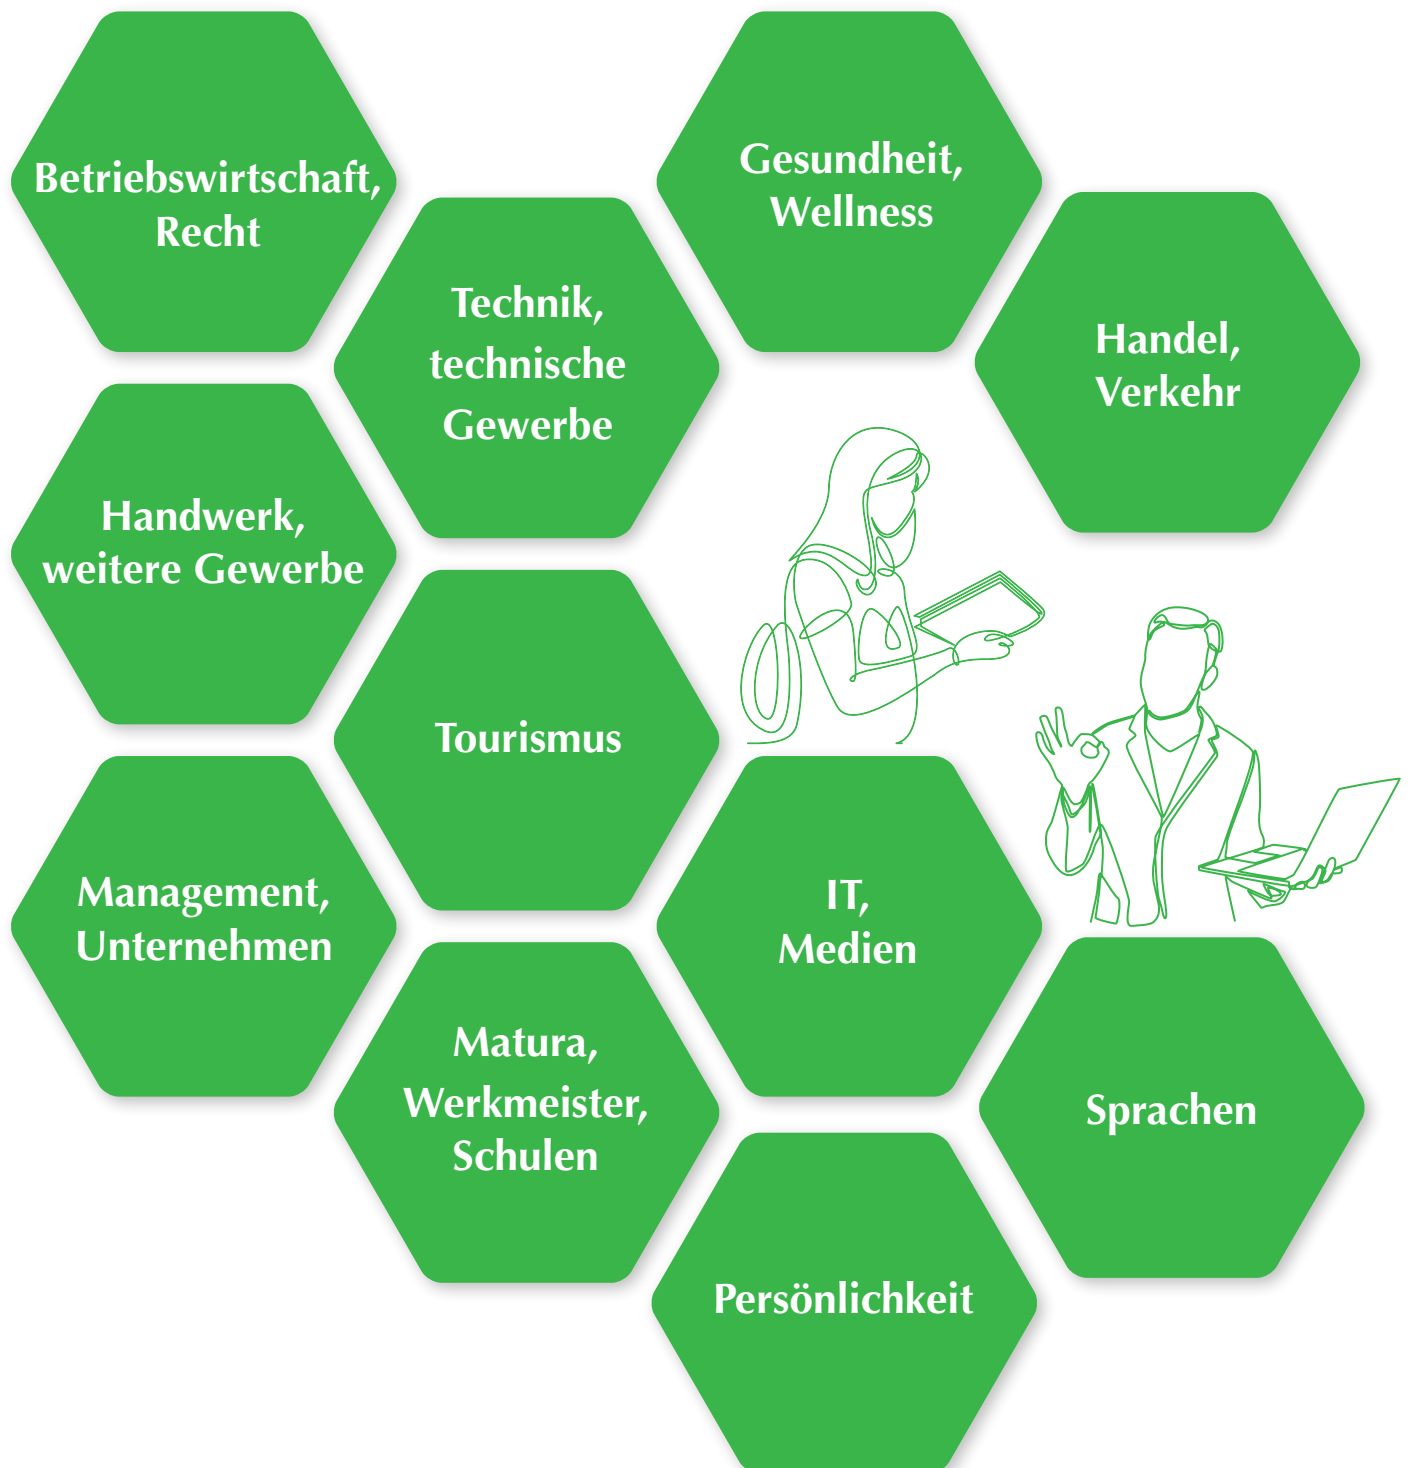 Betriebswirtschaft,
Recht
Gesundheit,
Wellness
Technik,
technische
Gewerbe
Handel,
Verkehr
Handwerk,
weitere Gewerbe
Tourismus
Management,
Unternehmen
IT,
Medien
Matura,
Werkmeister,
Schulen
Sprachen
Persönlichkeit